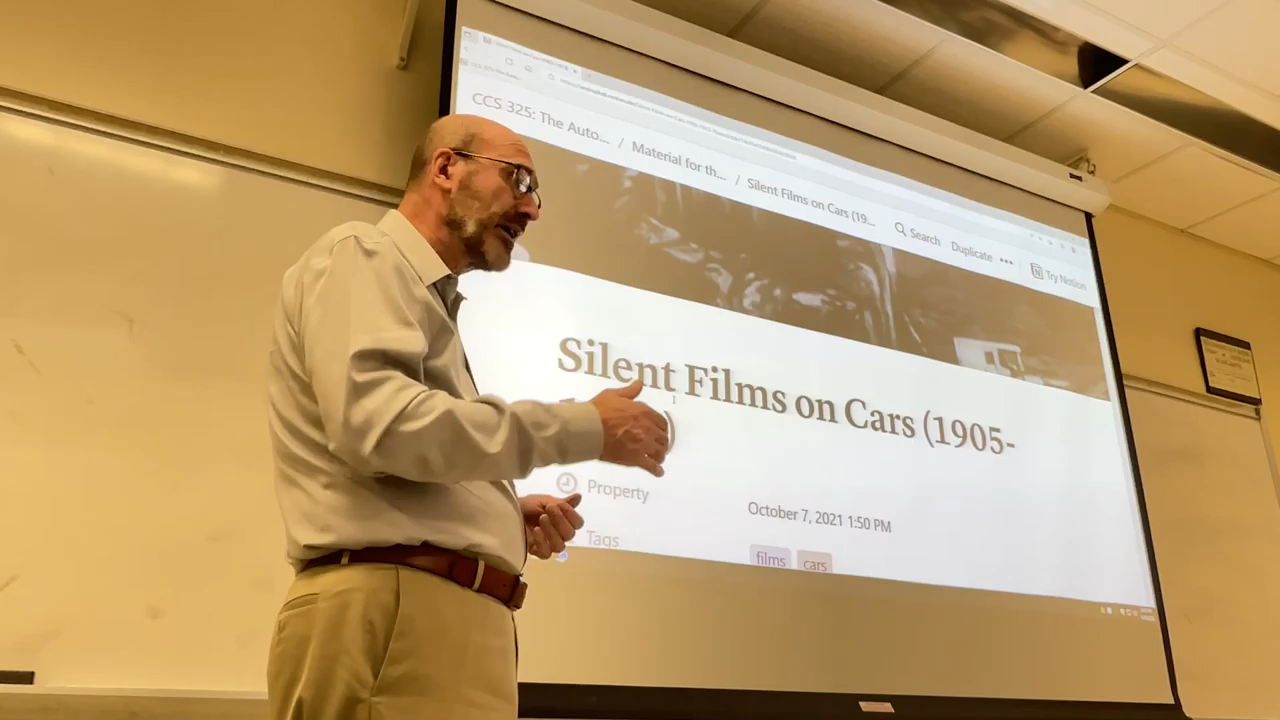 CCS 325: The Auto... / Material for th... / Silent Films on Cars (19...
Search Duplicate ••• Try Notion
Silent Films on Cars (1905-
)
Property
October 7, 2021 1:50 PM
Tags
films cars